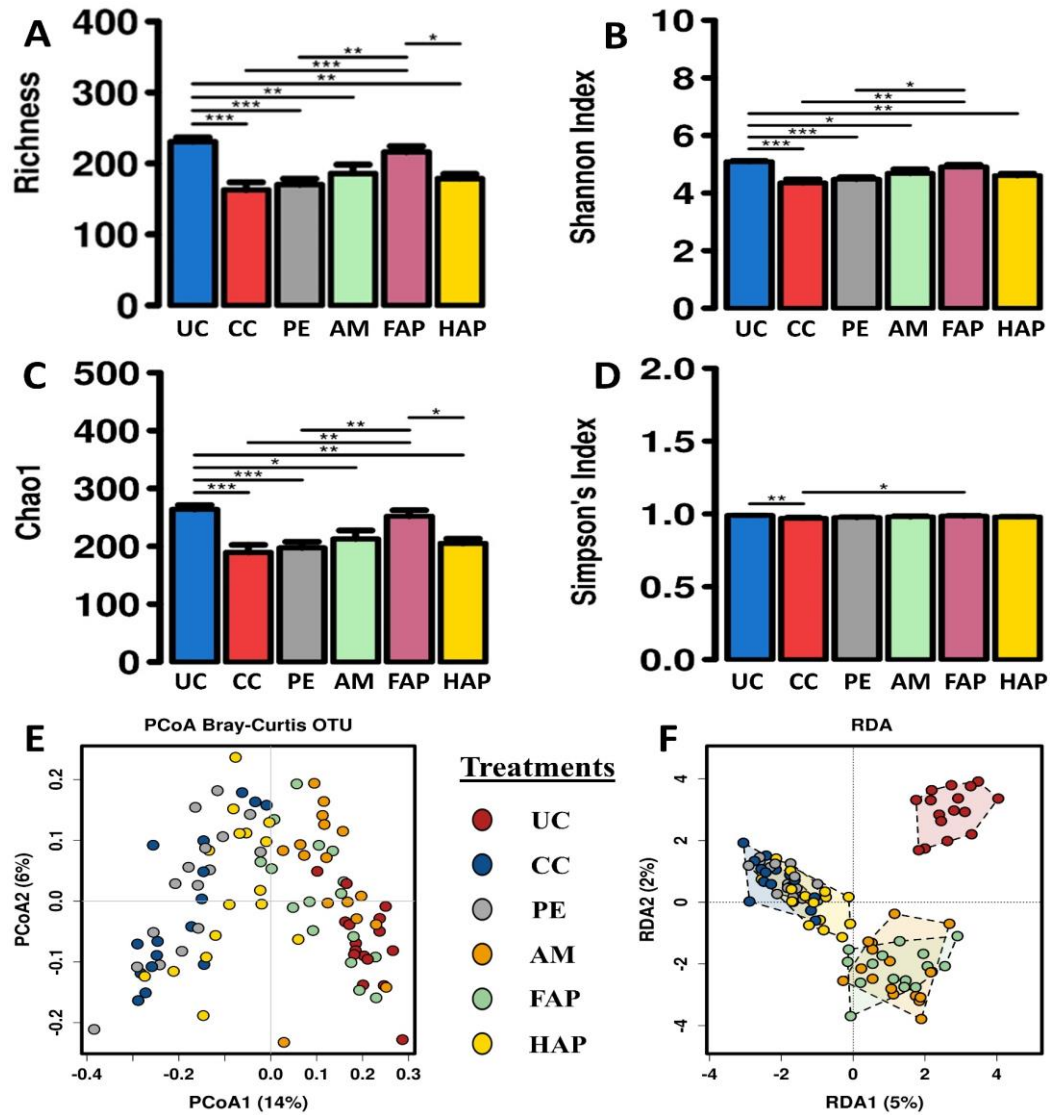 A
Richness
400
300
200
100
0
** *
***
**
**
***
***
UC CC PE AM FAP HAP
B
Shannon Index
10
8
6
4
2
0
*
**
**
*
***
***
UC CC PE AM FAP HAP
C
Chao1
500
400
300
200
100
0
** *
**
**
*
***
***
UC CC PE AM FAP HAP
D
Simpson's Index
2.0
1.5
1.0
0.5
0.0
** *
UC CC PE AM FAP HAP
E
PCoA Bray-Curtis OTU
PCoA2 (6%)
0.2
0.1
0.0
-0.1
-0.2
-0.4 -0.2 0.0 0.1 0.2 0.3
PCoA1 (14%)
Treatments
UC
CC
PE
AM
FAP
HAP
F
RDA
RDA2 (2%)
4
2
0
-2
-4
-4 -2 0 2 4
RDA1 (5%)